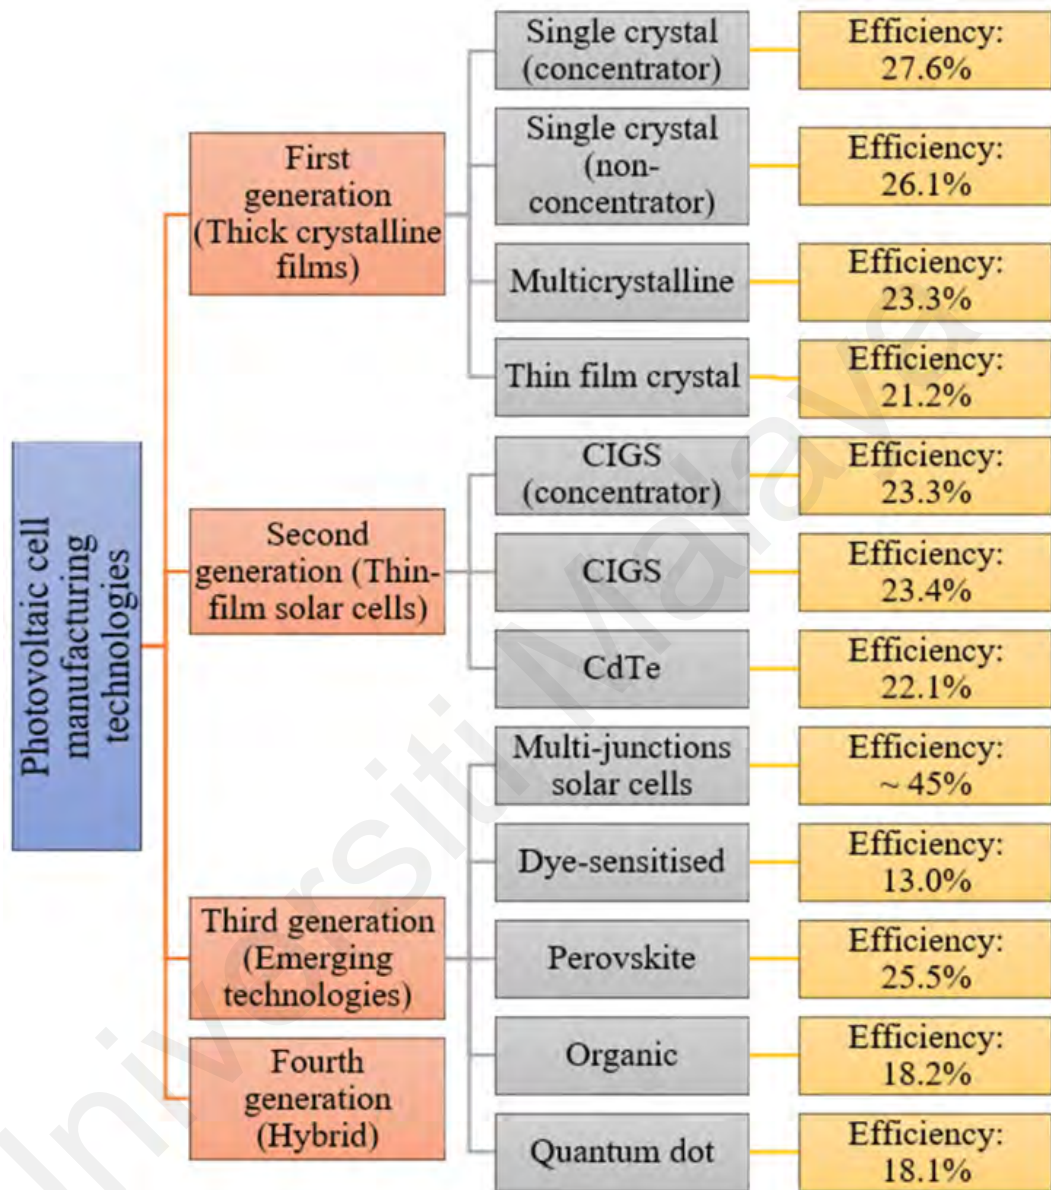 Photovoltaic cell
manufacturing
technologies
First
generation
(Thick crystalline
films)
Single crystal
(concentrator)
Efficiency:
27.6%
Single crystal
(non-
concentrator)
Efficiency:
26.1%
Multicrystalline
Efficiency:
23.3%
Thin film crystal
Efficiency:
21.2%
Second
generation (Thin-
film solar cells)
CIGS
(concentrator)
Efficiency:
23.3%
CIGS
Efficiency:
23.4%
CdTe
Efficiency:
22.1%
Third generation
(Emerging
technologies)
Multi-junctions
solar cells
Efficiency:
~ 45%
Dye-sensitised
Efficiency:
13.0%
Perovskite
Efficiency:
25.5%
Organic
Efficiency:
18.2%
Quantum dot
Efficiency:
18.1%
Fourth
generation
(Hybrid)
Universiti Malaya